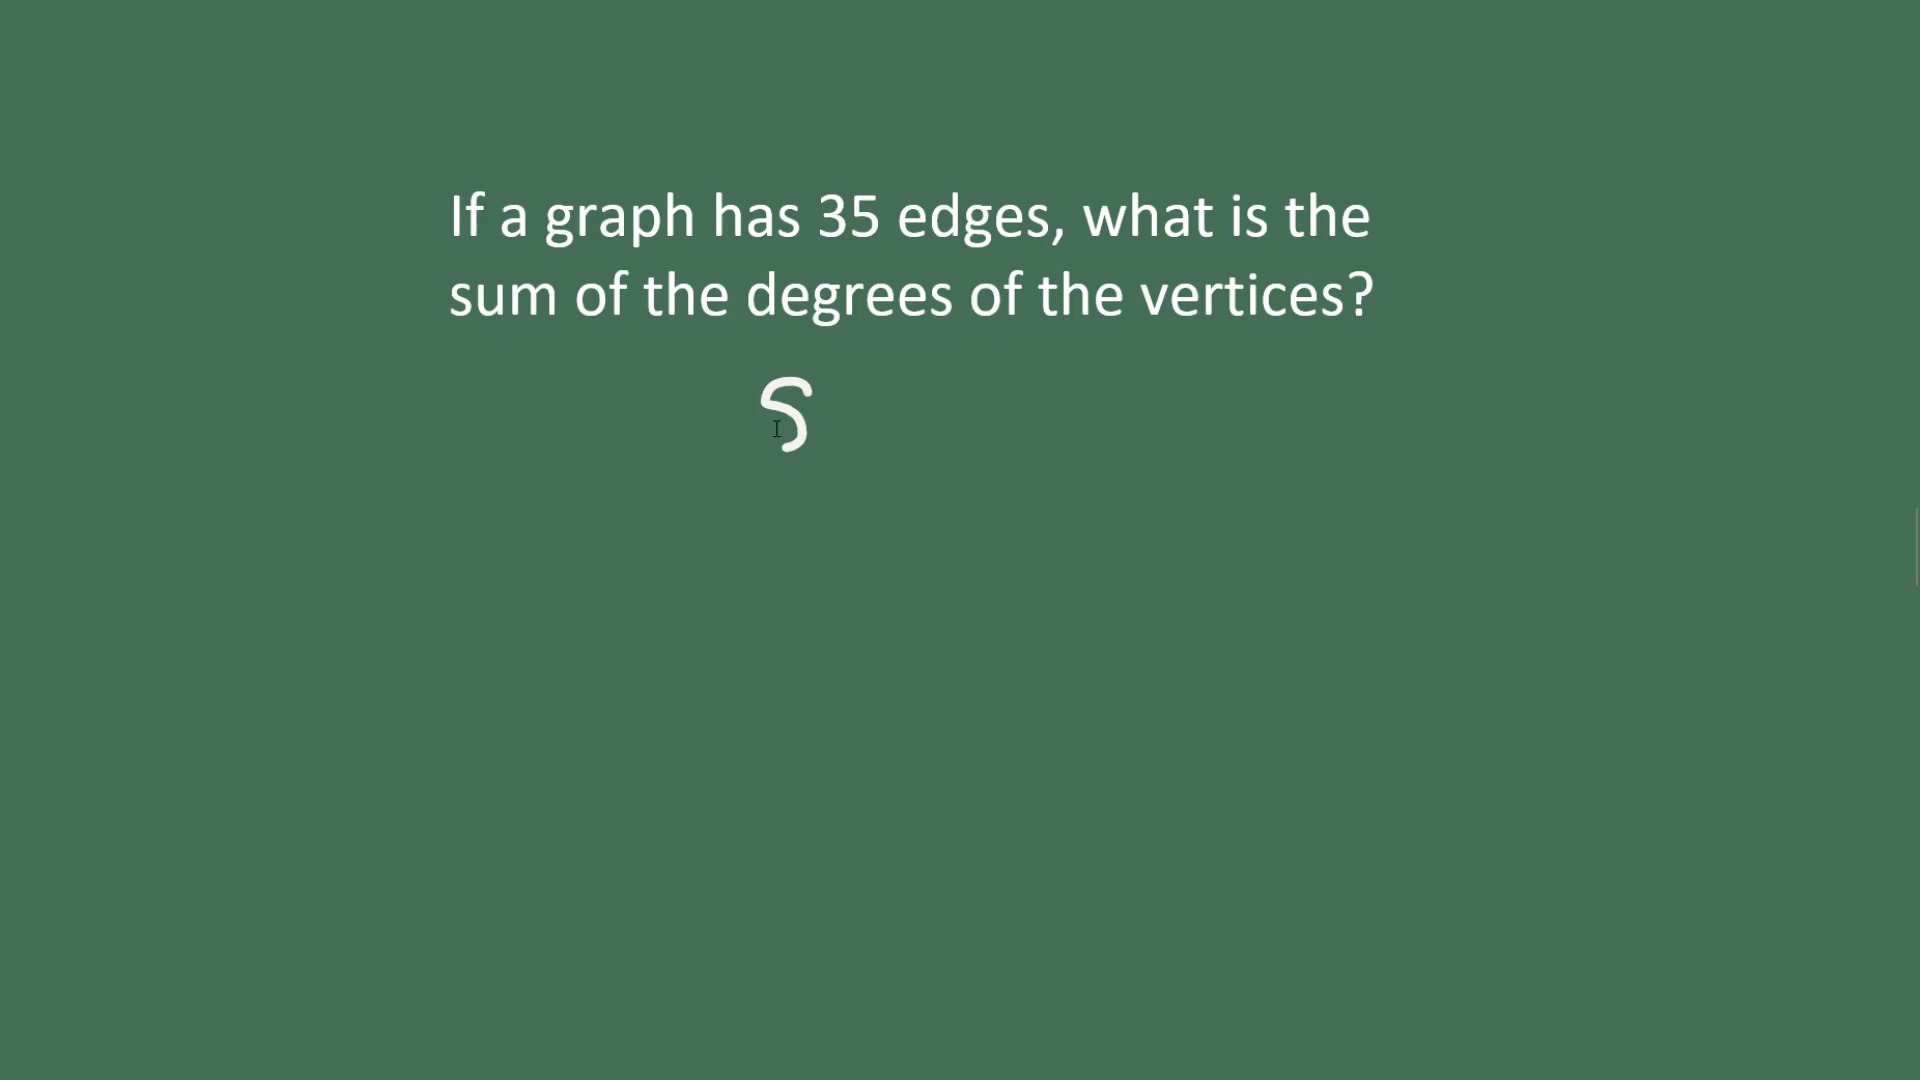 If a graph has 35 edges, what is the
sum of the degrees of the vertices?
S